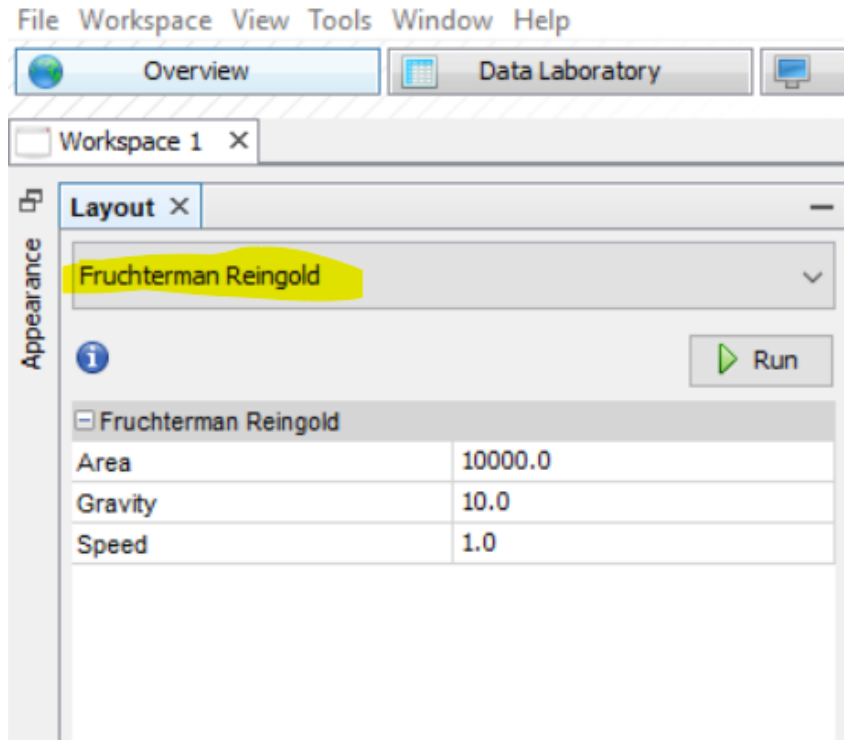 File Workspace View Tools Window Help
Overview Data Laboratory
Workspace 1
Layout
Appearance
Fruchterman Reingold
Run
Fruchterman Reingold
Area 10000.0
Gravity 10.0
Speed 1.0